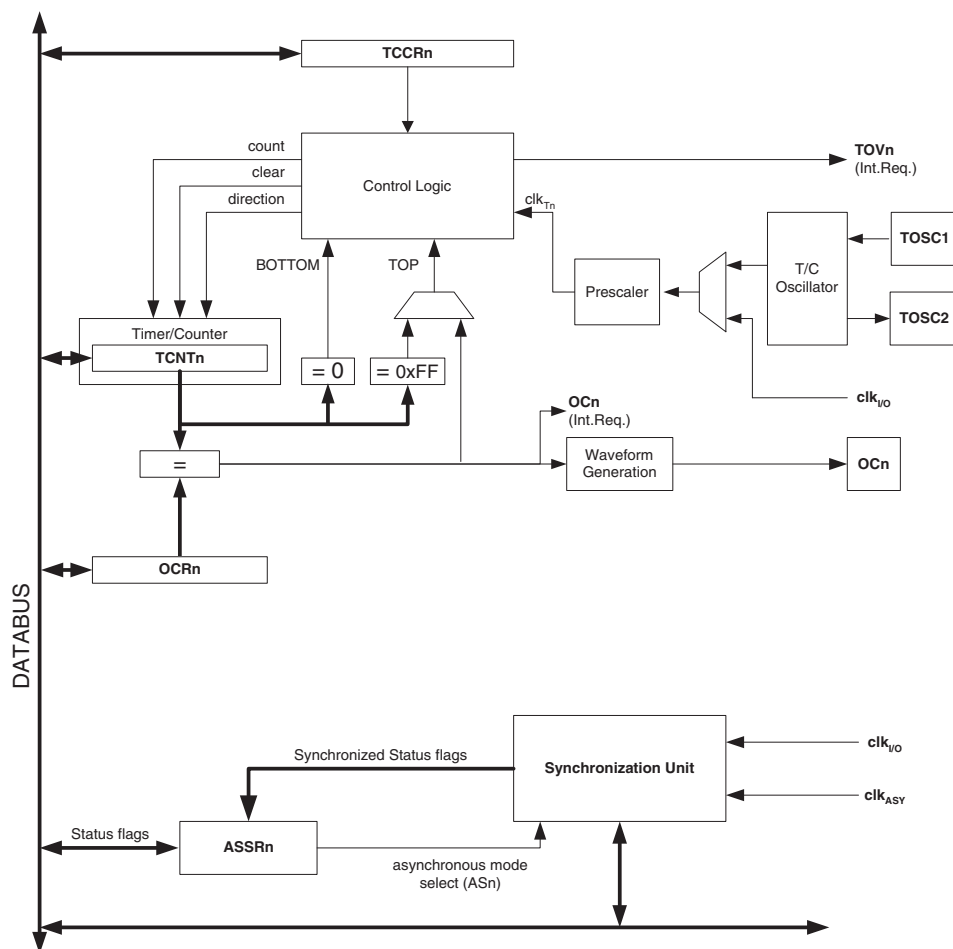 TCCRn
count
clear
direction
Control Logic
TOVn
(Int.Req.)
clkTn
BOTTOM
TOP
Prescaler
T/C
Oscillator
TOSC1
TOSC2
Timer/Counter
TCNTn
= 0
= 0xFF
clkI/O
OCn
(Int.Req.)
=
Waveform
Generation
OCn
OCRn
DATABUS
Synchronized Status flags
Synchronization Unit
clkI/O
clkASY
Status flags
ASSRn
asynchronous mode
select (ASn)